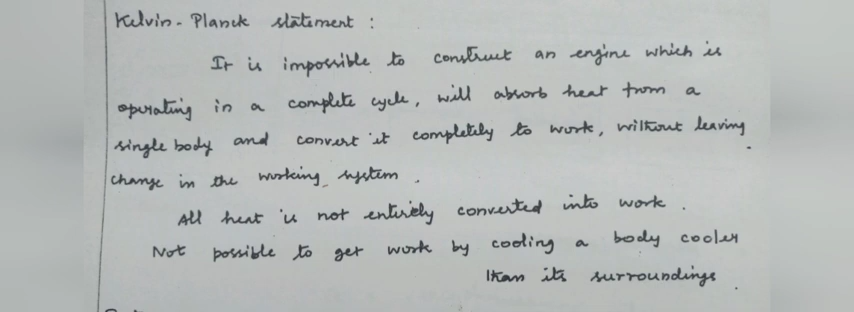 Kelvin - Planck statement :
It is impossible to construct an engine which is
operating in a complete cycle, will absorb heat from a
single body and convert it completely to work, without leaving
change in the working system.
All heat is not entirely converted into work.
Not possible to get work by cooling a body cooler
than its surroundings.